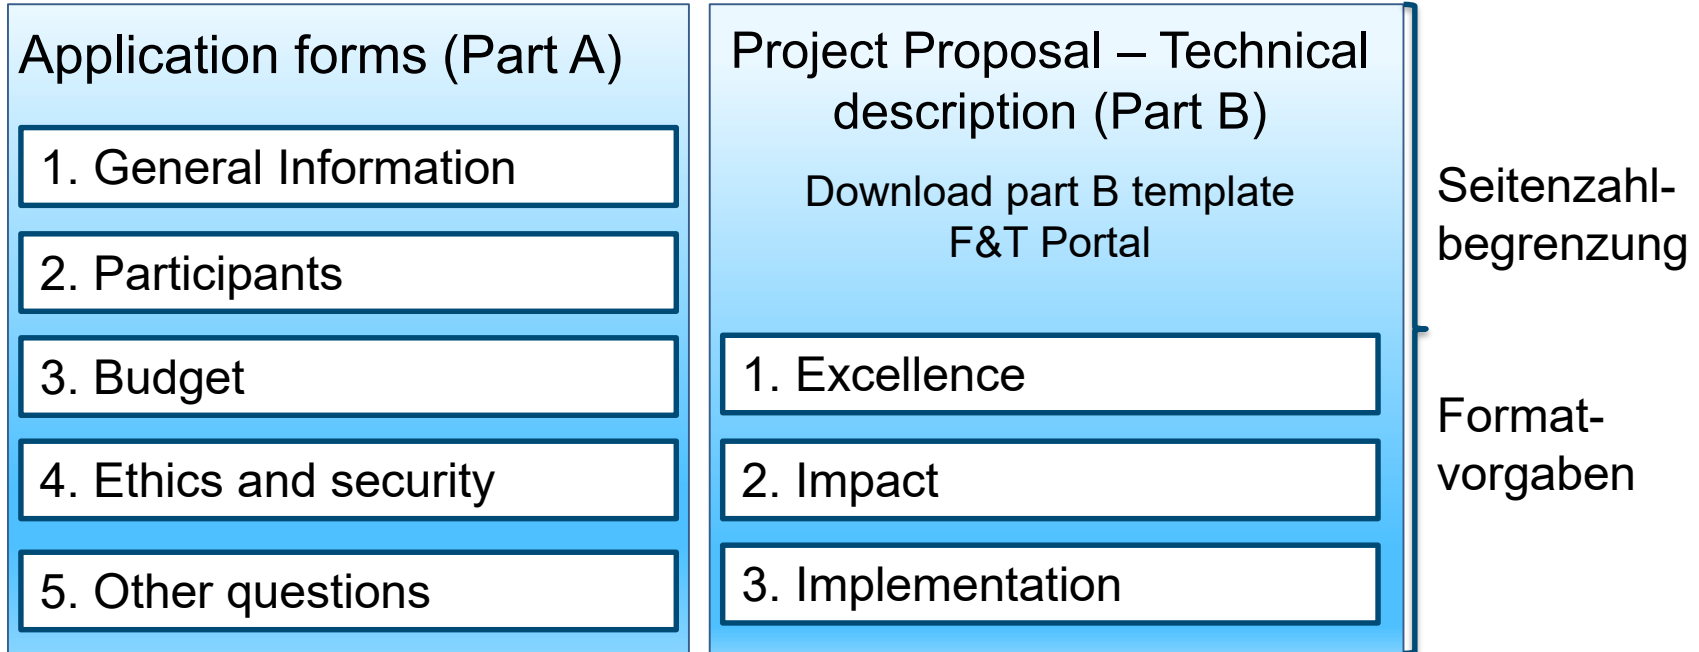 Application forms (Part A)
1. General Information
2. Participants
3. Budget
4. Ethics and security
5. Other questions
Project Proposal – Technical
description (Part B)
Download part B template
F&T Portal
1. Excellence
2. Impact
3. Implementation
Seitenzahl-
begrenzung
Format-
vorgaben